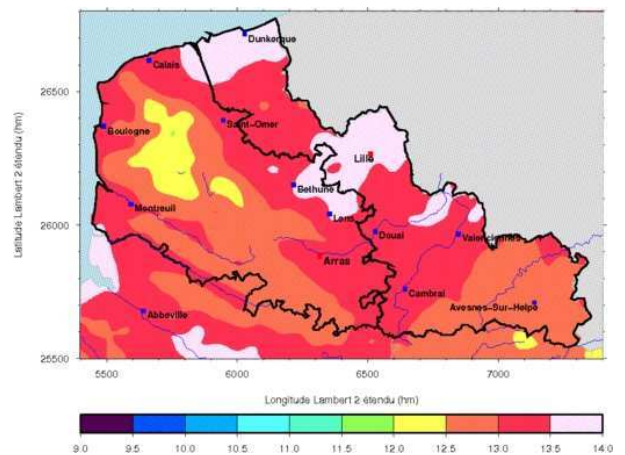 Latitude Lambert 2 étendu (hm)
26500
26000
25500
Dunkerque
Calais
Boulogne
Saint-Omer
Lille
Bethune
Montreuil
Lens
Douai
Valenciennes
Arras
Cambrai
Avesnes-Sur-Helpe
Abbeville
5500 6000 6500 7000
Longitude Lambert 2 étendu (hm)
9.0 9.5 10.0 10.5 11.0 11.5 12.0 12.5 13.0 13.5 14.0